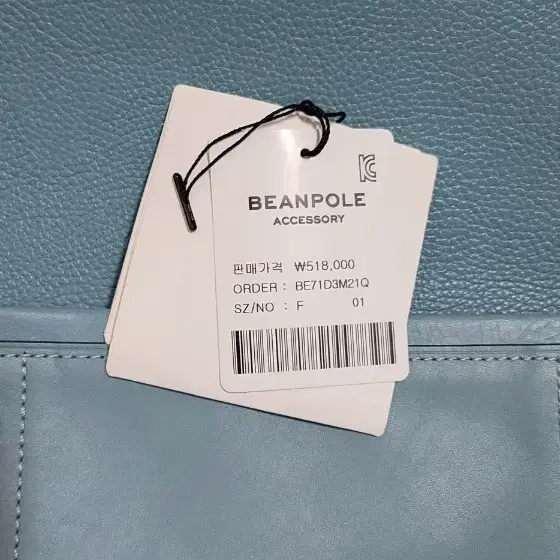 BEANPOLE
ACCESSORY
판매가격 ₩518,000
ORDER : BE71D3M21Q
SZ/NO : F 01